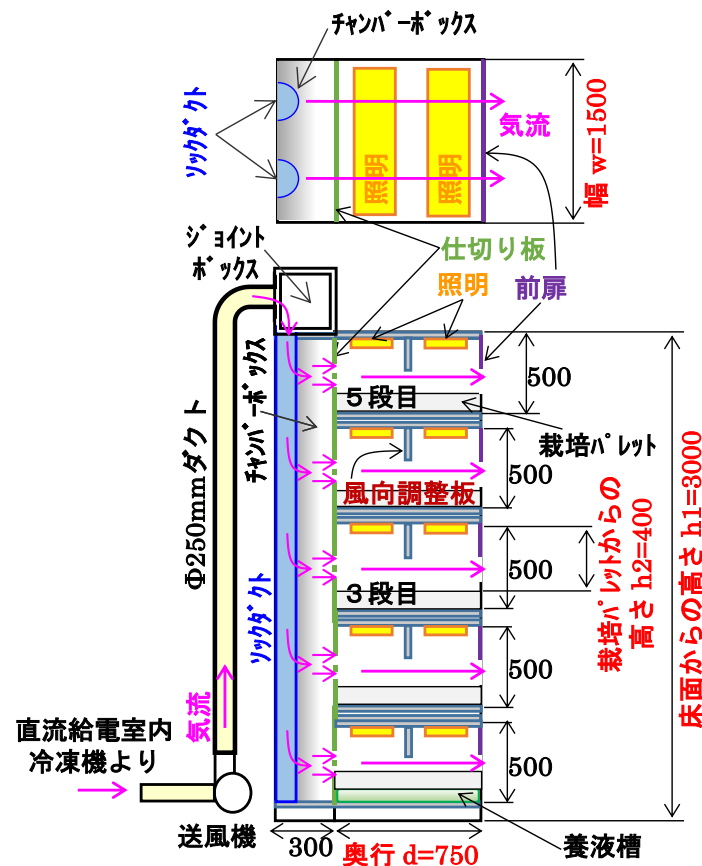 チャンバーボックス
ソックダクト
気流
照明
照明
幅 w=1500
ジョイント
ボックス
仕切り板
照明
前扉
チャンバーボックス
500
５段目
栽培パレット
500
風向調整板
Φ250mmダクト
500
３段目
栽培パレットからの
高さ h2=400
床面からの高さ h1=3000
ソックダクト
500
気流
直流給電室内
冷凍機より
500
送風機
300
奥行 d=750
養液槽